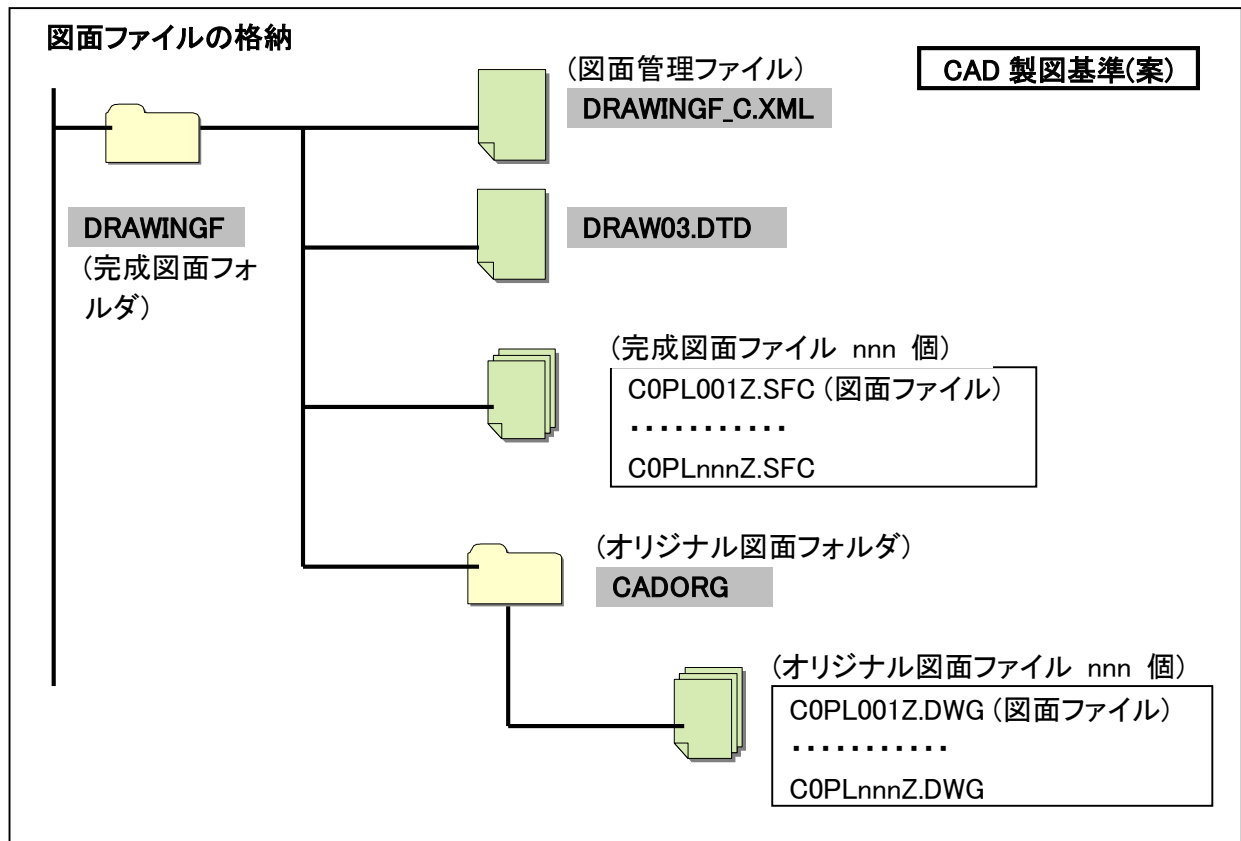 図面ファイルの格納
CAD 製図基準(案)
(図面管理ファイル)
DRAWINGF_C.XML
DRAWINGF
(完成図面フォ
ルダ)
DRAW03.DTD
(完成図面ファイル nnn 個)
C0PL001Z.SFC (図面ファイル)
・・・・・・・・・・・
C0PLnnnZ.SFC
(オリジナル図面フォルダ)
CADORG
(オリジナル図面ファイル nnn 個)
C0PL001Z.DWG (図面ファイル)
・・・・・・・・・・・
C0PLnnnZ.DWG